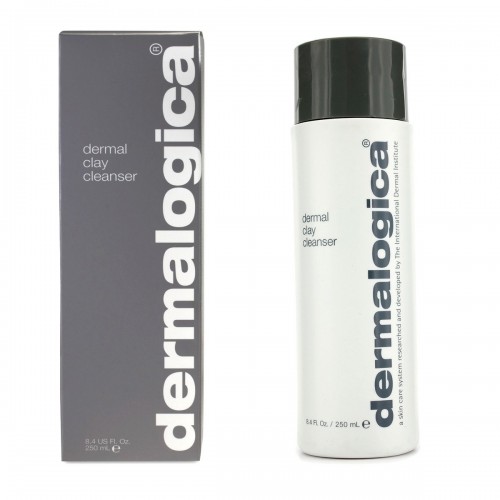 dermalogica®
dermal
clay
cleanser
8.4 US Fl. Oz.
250 mL ℮
dermalogica®
a skin care system researched and developed by The International Dermal Institute
dermal
clay
cleanser
8.4 Fl. Oz. / 250 mL ℮